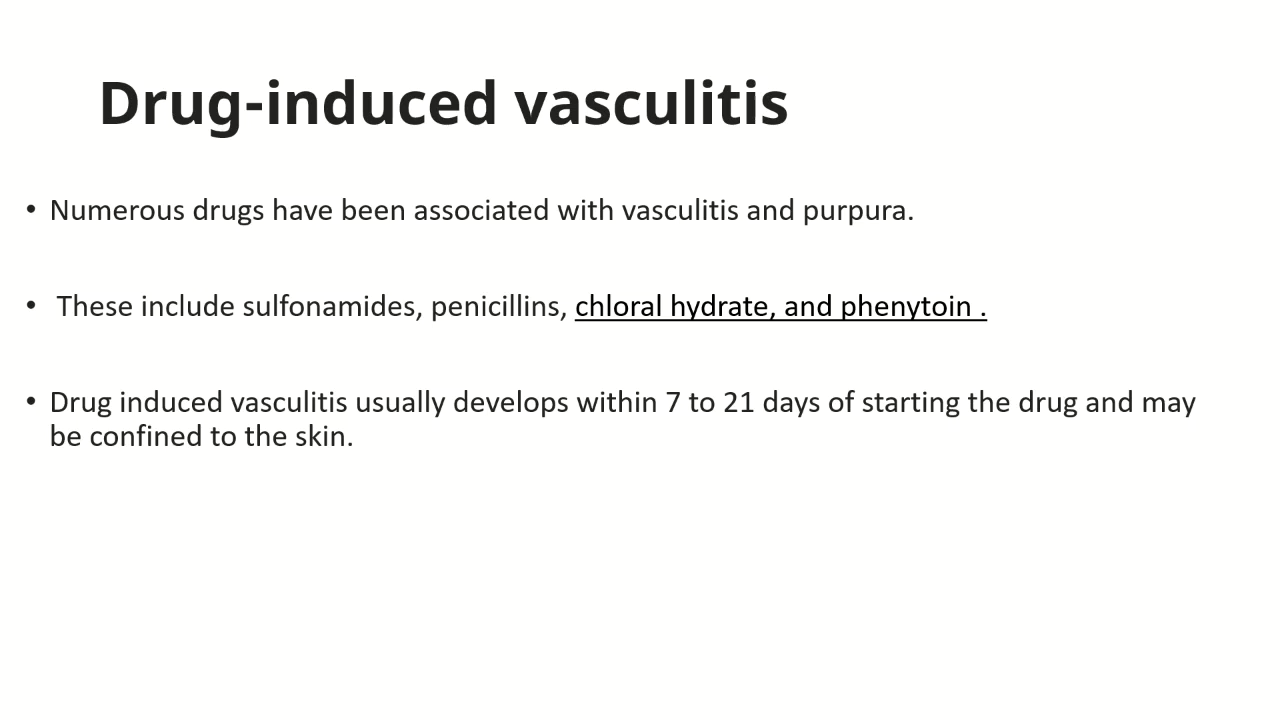 Drug-induced vasculitis
• Numerous drugs have been associated with vasculitis and purpura.
• These include sulfonamides, penicillins, chloral hydrate, and phenytoin .
• Drug induced vasculitis usually develops within 7 to 21 days of starting the drug and may
be confined to the skin.